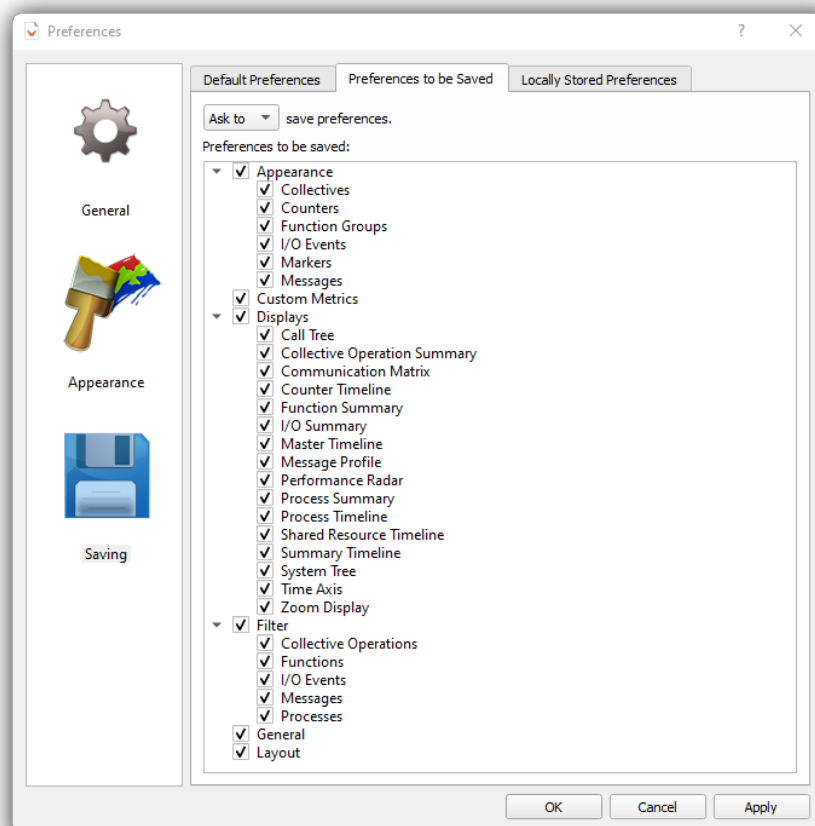 Preferences
?
General
Appearance
Saving
Default Preferences
Preferences to be Saved
Locally Stored Preferences
Ask to save preferences.
Preferences to be saved:
Appearance
Collectives
Counters
Function Groups
I/O Events
Markers
Messages
Custom Metrics
Displays
Call Tree
Collective Operation Summary
Communication Matrix
Counter Timeline
Function Summary
I/O Summary
Master Timeline
Message Profile
Performance Radar
Process Summary
Process Timeline
Shared Resource Timeline
Summary Timeline
System Tree
Time Axis
Zoom Display
Filter
Collective Operations
Functions
I/O Events
Messages
Processes
General
Layout
OK
Cancel
Apply